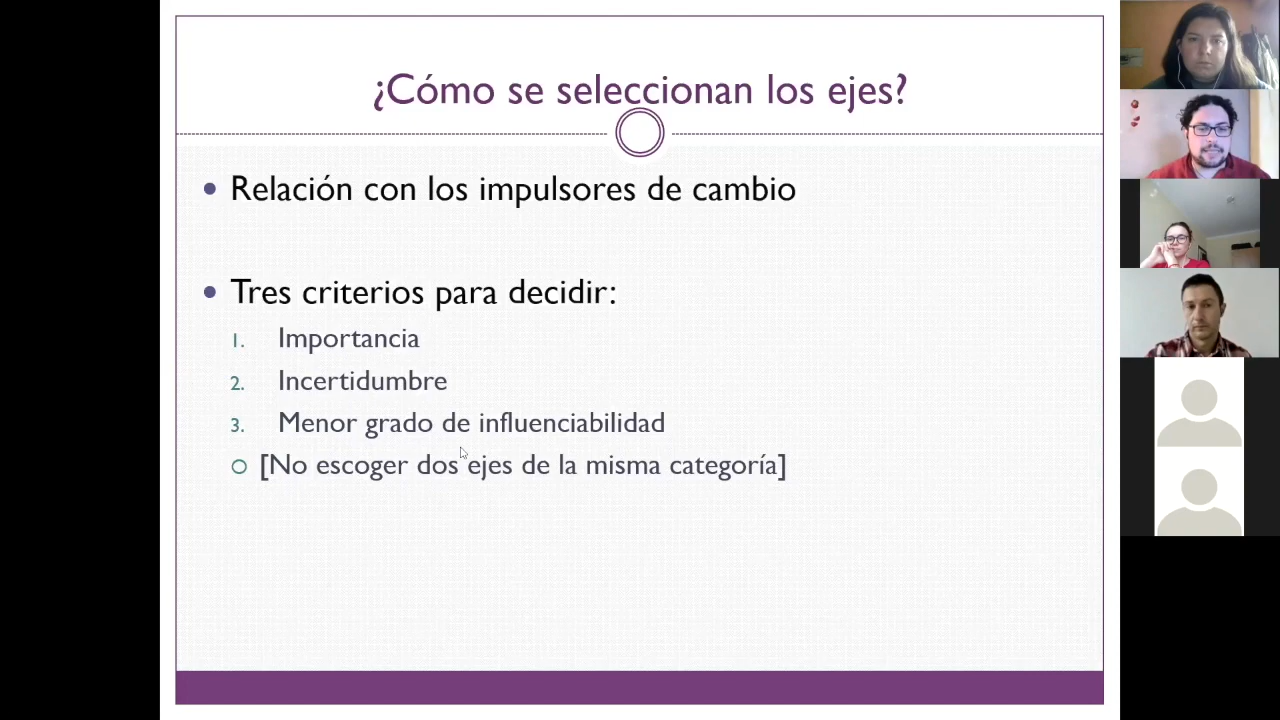 ¿Cómo se seleccionan los ejes?
Relación con los impulsores de cambio
Tres criterios para decidir:
1. Importancia
2. Incertidumbre
3. Menor grado de influenciabilidad
[No escoger dos ejes de la misma categoría]